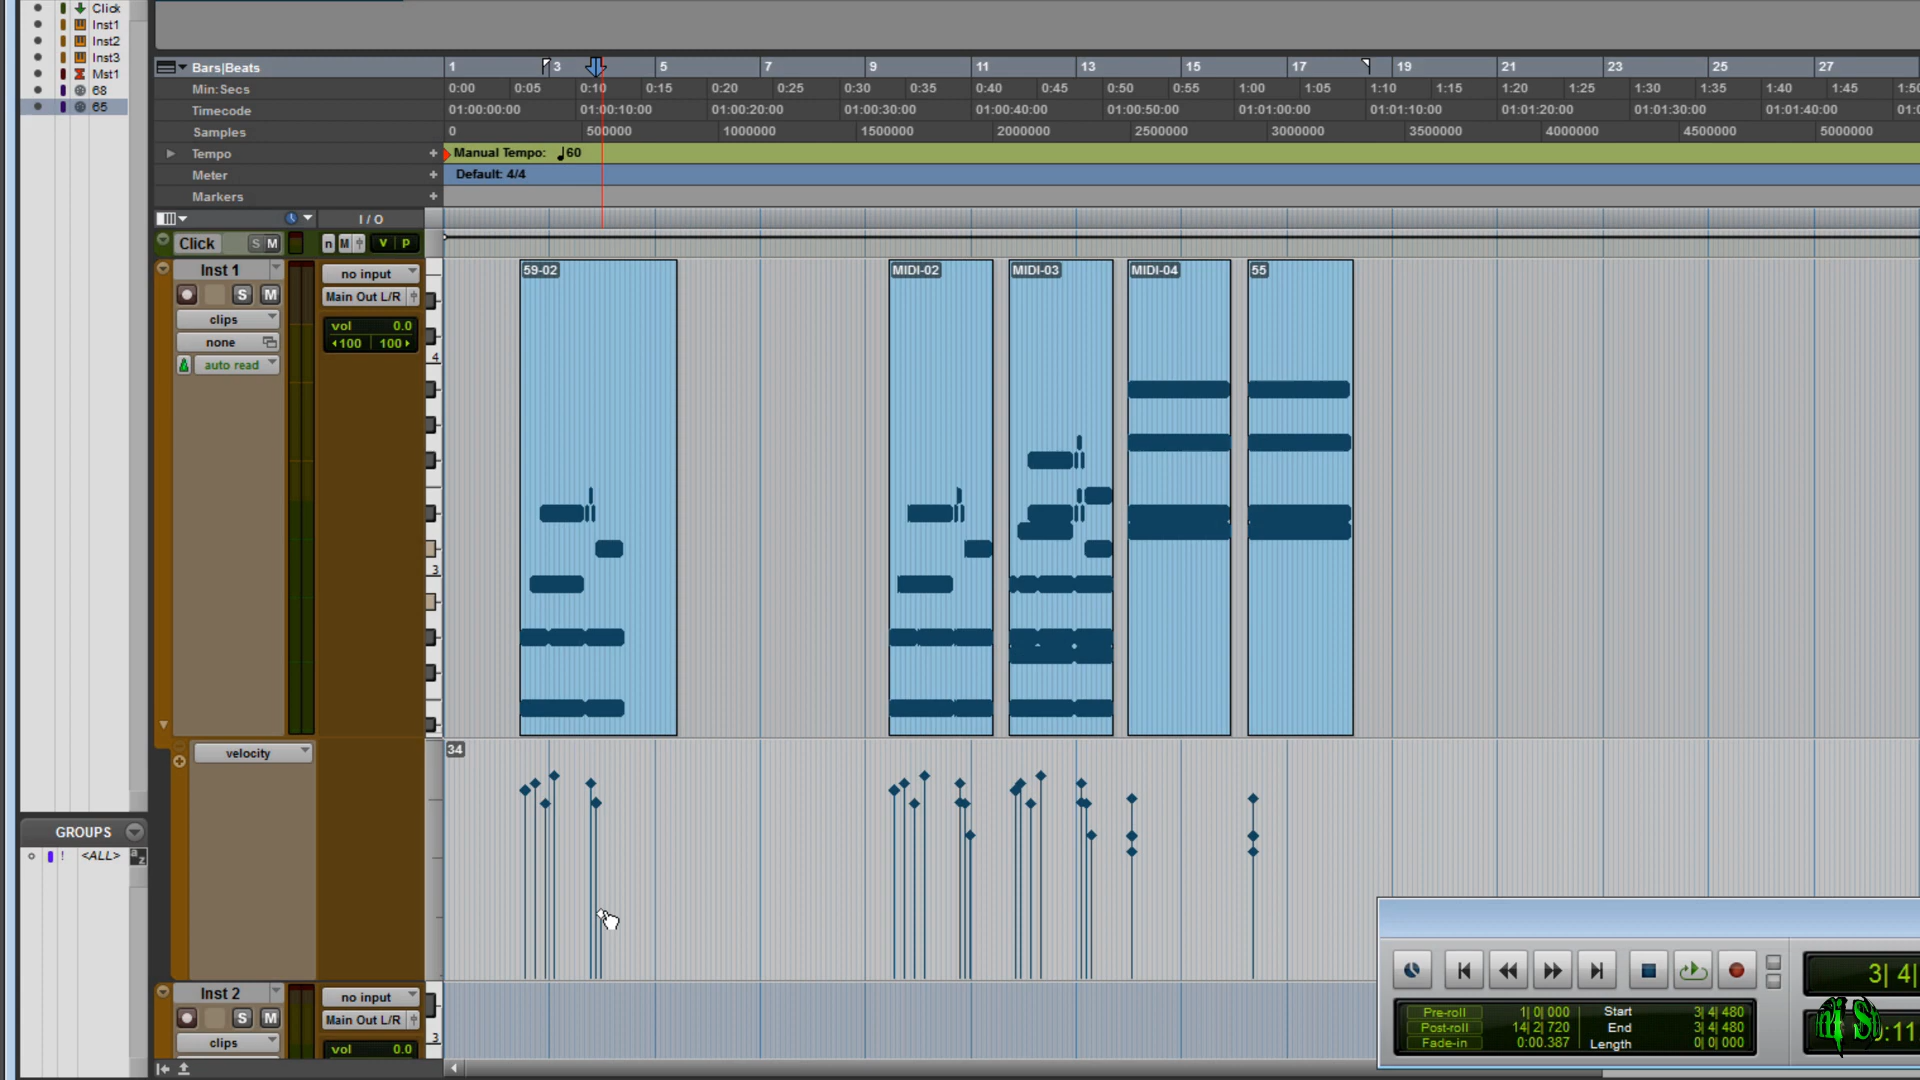 Click
Inst1
Inst2
Inst3
Mst1
68
65
Bars|Beats 1 3 5 7 9 11 13 15 17 19 21 23 25 27
Min:Secs 0:00 0:05 0:10 0:15 0:20 0:25 0:30 0:35 0:40 0:45 0:50 0:55 1:00 1:05 1:10 1:15 1:20 1:25 1:30 1:35 1:40 1:45
Timecode 01:00:00:00 01:00:10:00 01:00:20:00 01:00:30:00 01:00:40:00 01:00:50:00 01:01:00:00 01:01:10:00 01:01:20:00 01:01:30:00 01:01:40:00
Samples 0 500000 1000000 1500000 2000000 2500000 3000000 3500000 4000000 4500000 5000000
Tempo + Manual Tempo: ♩60
Meter + Default: 4/4
Markers +
I / O
Click S M n M v p
Inst 1 no input
S M Main Out L/R
clips vol 0.0
none ◂100 100▸
auto read
59-02 MIDI-02 MIDI-03 MIDI-04 55
4
3
velocity 34
GROUPS
! <ALL> a z
Inst 2 no input
S M Main Out L/R
clips vol 0.0
3
3| 4|
Pre-roll 1| 0| 000 Start 3| 4| 480
Post-roll 14| 2| 720 End 3| 4| 480
Fade-in 0:00.387 Length 0| 0| 000
:11